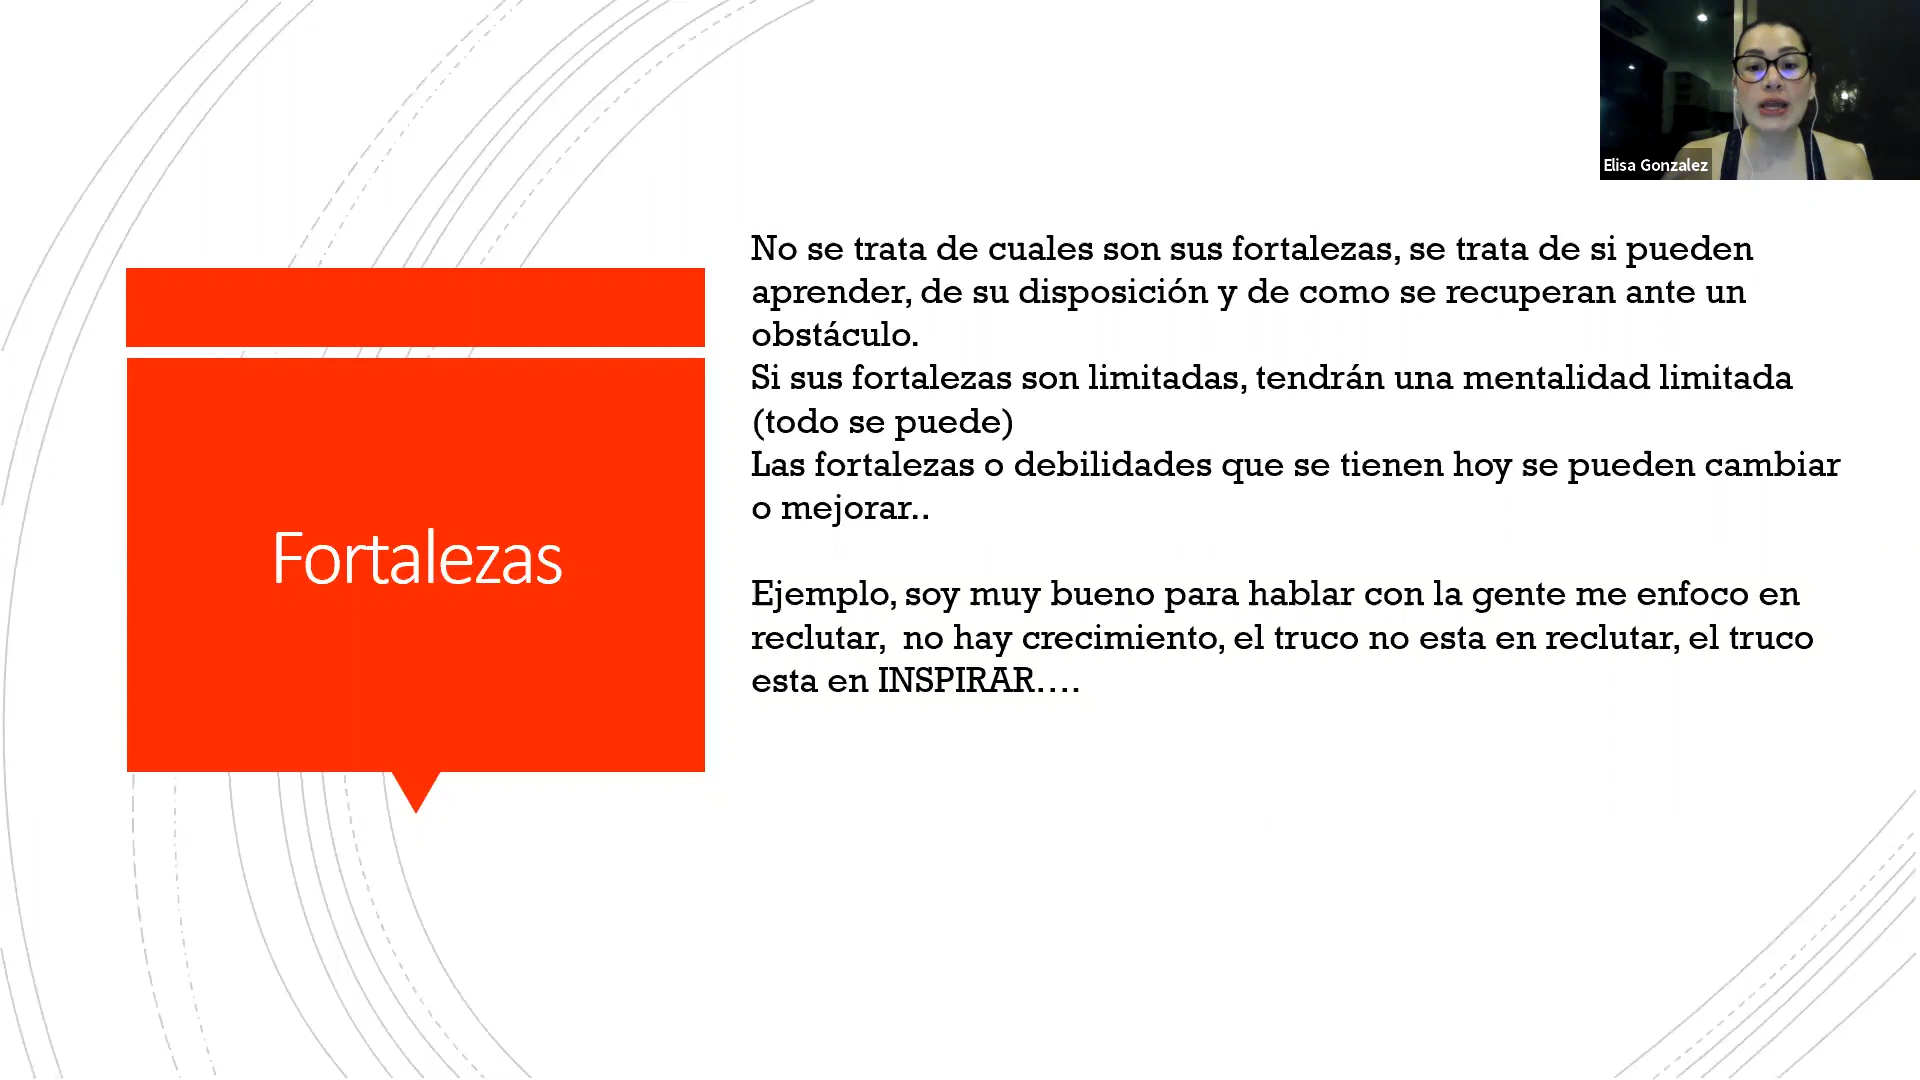 Elisa Gonzalez
No se trata de cuales son sus fortalezas, se trata de si pueden
aprender, de su disposición y de como se recuperan ante un
obstáculo.
Si sus fortalezas son limitadas, tendrán una mentalidad limitada
(todo se puede)
Las fortalezas o debilidades que se tienen hoy se pueden cambiar
o mejorar..
Fortalezas
Ejemplo, soy muy bueno para hablar con la gente me enfoco en
reclutar,  no hay crecimiento, el truco no esta en reclutar, el truco
esta en INSPIRAR....